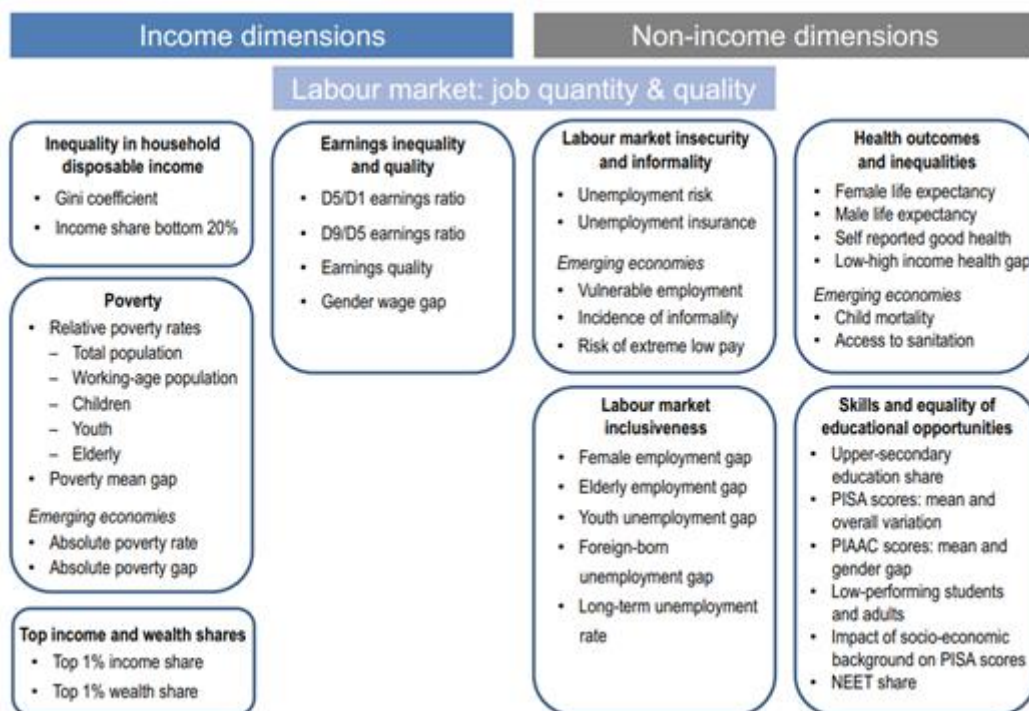 Income dimensions
Non-income dimensions
Labour market: job quantity & quality
Inequality in household
disposable income
• Gini coefficient
• Income share bottom 20%
Poverty
• Relative poverty rates
– Total population
– Working-age population
– Children
– Youth
– Elderly
• Poverty mean gap
Emerging economies
• Absolute poverty rate
• Absolute poverty gap
Top income and wealth shares
• Top 1% income share
• Top 1% wealth share
Earnings inequality
and quality
• D5/D1 earnings ratio
• D9/D5 earnings ratio
• Earnings quality
• Gender wage gap
Labour market insecurity
and informality
• Unemployment risk
• Unemployment insurance
Emerging economies
• Vulnerable employment
• Incidence of informality
• Risk of extreme low pay
Labour market
inclusiveness
• Female employment gap
• Elderly employment gap
• Youth unemployment gap
• Foreign-born
unemployment gap
• Long-term unemployment
rate
Health outcomes
and inequalities
• Female life expectancy
• Male life expectancy
• Self reported good health
• Low-high income health gap
Emerging economies
• Child mortality
• Access to sanitation
Skills and equality of
educational opportunities
• Upper-secondary
education share
• PISA scores: mean and
overall variation
• PIAAC scores: mean and
gender gap
• Low-performing students
and adults
• Impact of socio-economic
background on PISA scores
• NEET share